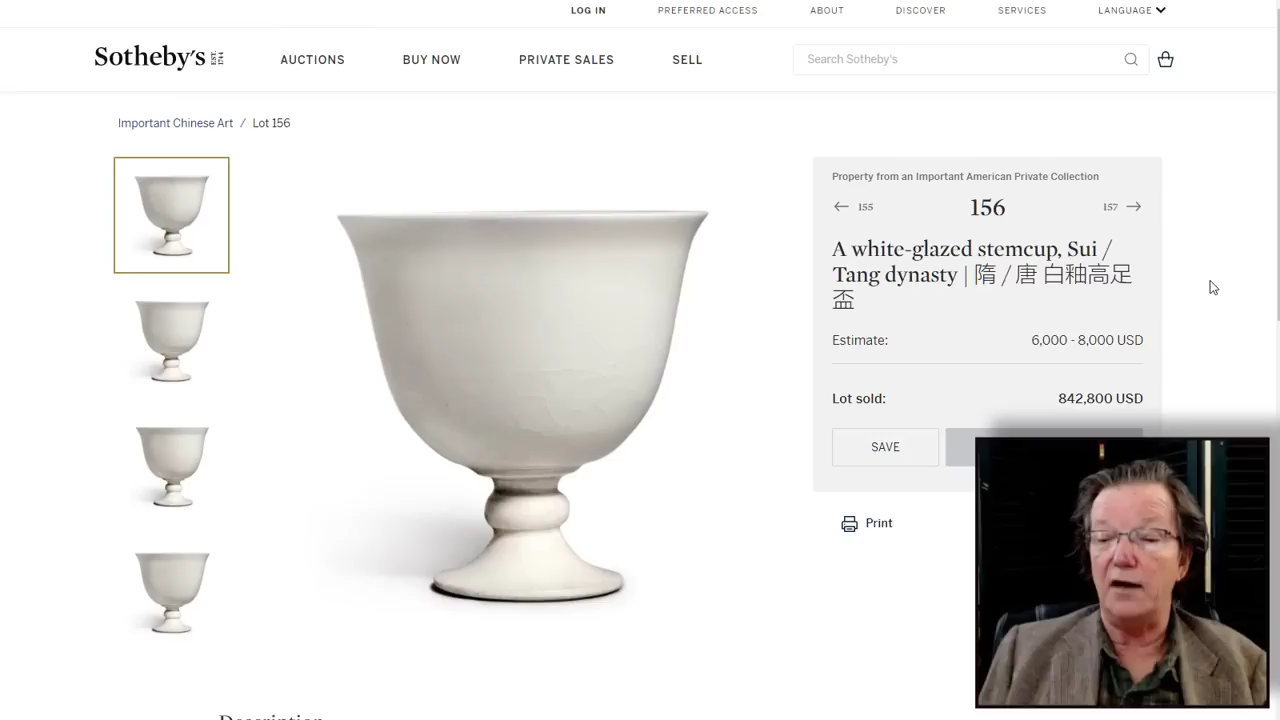 LOG IN
PREFERRED ACCESS
ABOUT
DISCOVER
SERVICES
LANGUAGE
Sotheby's EST. 1744
AUCTIONS
BUY NOW
PRIVATE SALES
SELL
Search Sotheby's
Important Chinese Art / Lot 156
Property from an Important American Private Collection
155
156
157
A white-glazed stemcup, Sui /
Tang dynasty | 隋 / 唐 白釉高足
盃
Estimate: 6,000 - 8,000 USD
Lot sold: 842,800 USD
SAVE
Print
Description